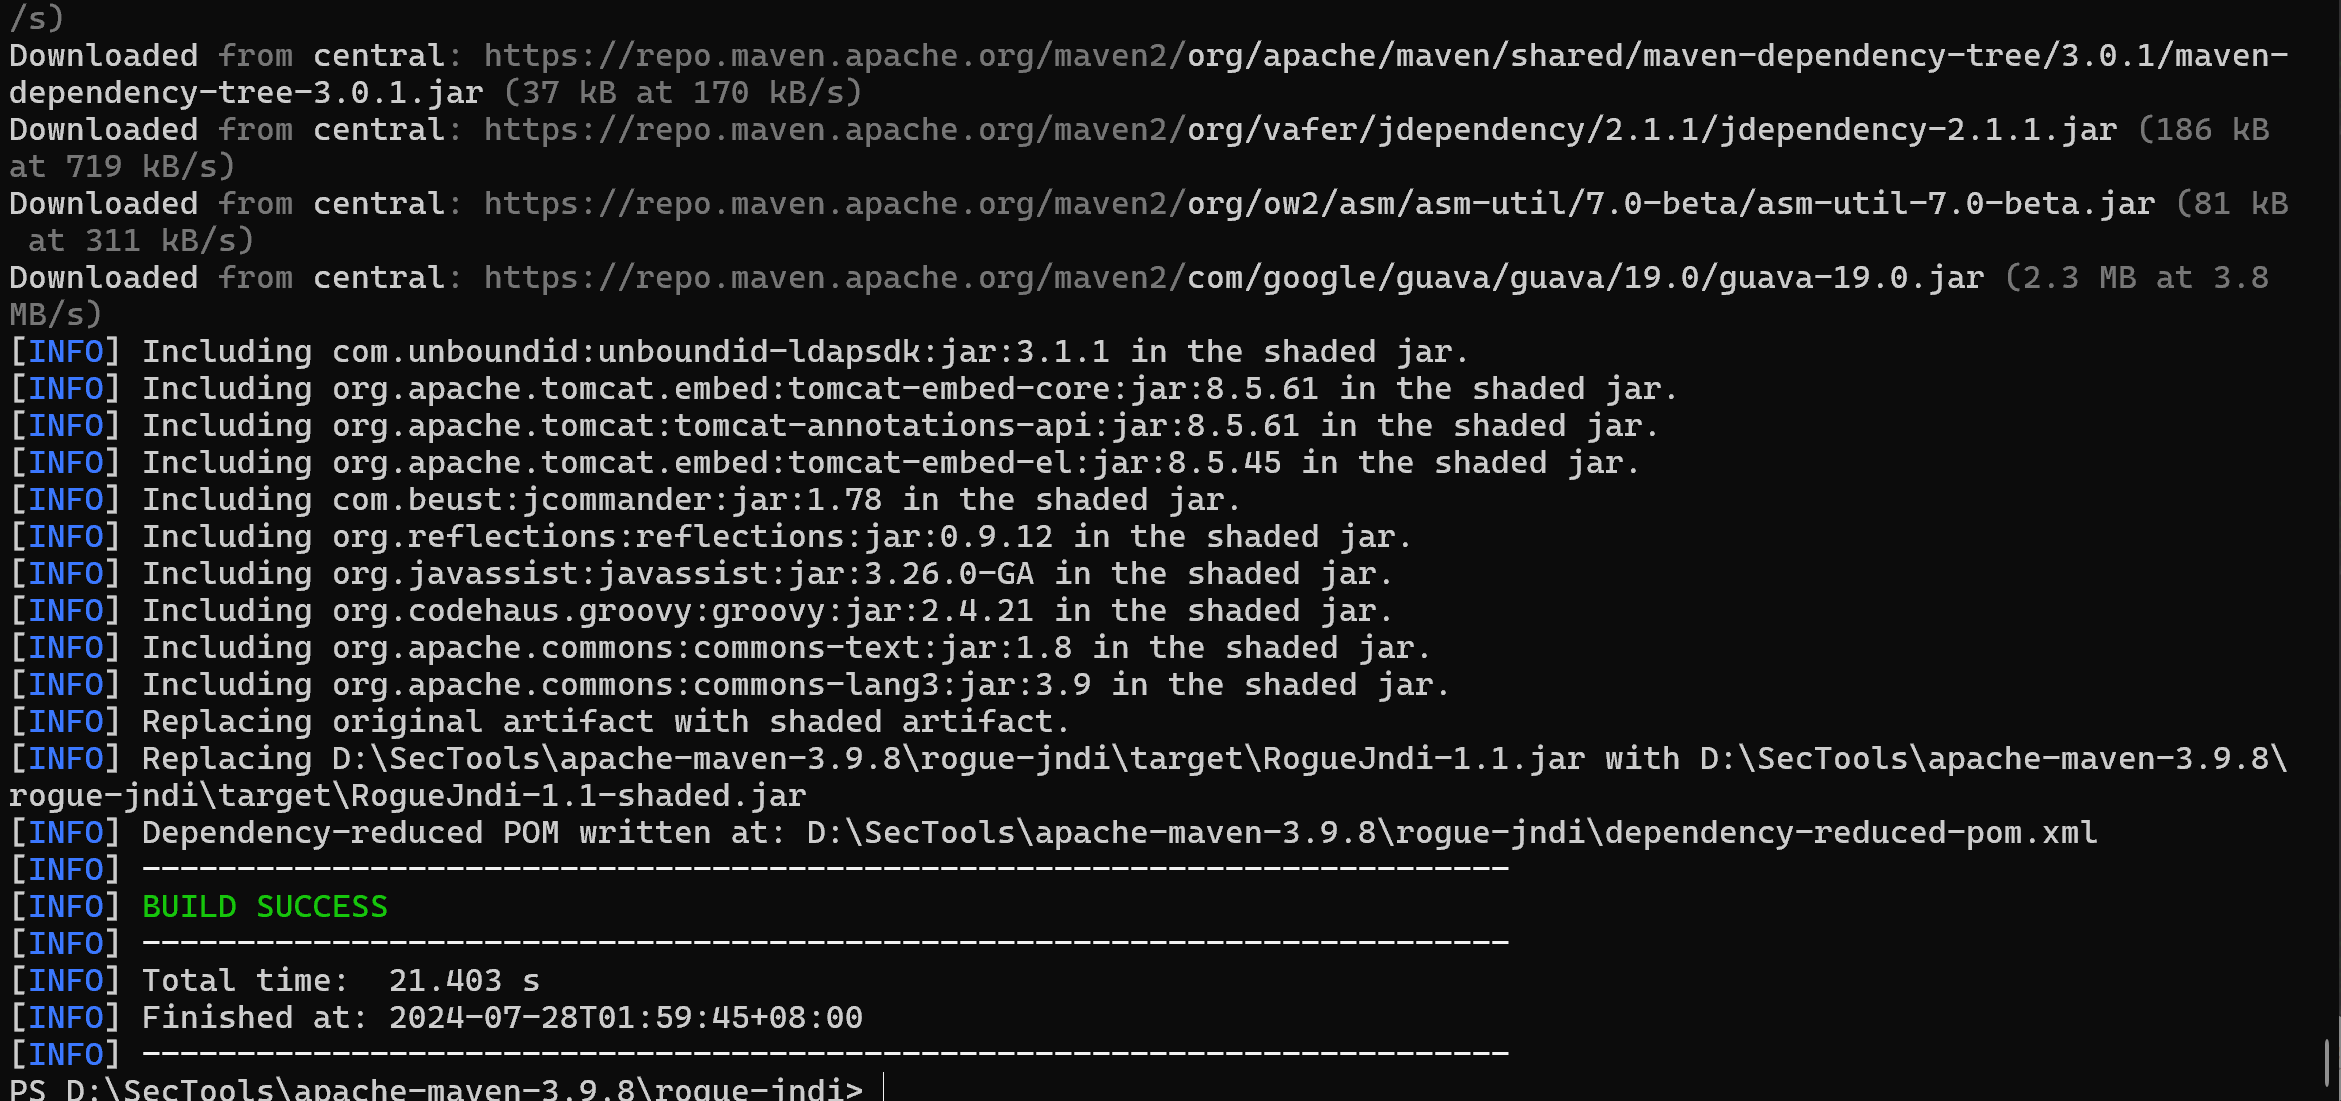 /s)
Downloaded from central: https://repo.maven.apache.org/maven2/org/apache/maven/shared/maven-dependency-tree/3.0.1/maven-
dependency-tree-3.0.1.jar (37 kB at 170 kB/s)
Downloaded from central: https://repo.maven.apache.org/maven2/org/vafer/jdependency/2.1.1/jdependency-2.1.1.jar (186 kB
at 719 kB/s)
Downloaded from central: https://repo.maven.apache.org/maven2/org/ow2/asm/asm-util/7.0-beta/asm-util-7.0-beta.jar (81 kB
 at 311 kB/s)
Downloaded from central: https://repo.maven.apache.org/maven2/com/google/guava/guava/19.0/guava-19.0.jar (2.3 MB at 3.8
MB/s)
[INFO] Including com.unboundid:unboundid-ldapsdk:jar:3.1.1 in the shaded jar.
[INFO] Including org.apache.tomcat.embed:tomcat-embed-core:jar:8.5.61 in the shaded jar.
[INFO] Including org.apache.tomcat:tomcat-annotations-api:jar:8.5.61 in the shaded jar.
[INFO] Including org.apache.tomcat.embed:tomcat-embed-el:jar:8.5.45 in the shaded jar.
[INFO] Including com.beust:jcommander:jar:1.78 in the shaded jar.
[INFO] Including org.reflections:reflections:jar:0.9.12 in the shaded jar.
[INFO] Including org.javassist:javassist:jar:3.26.0-GA in the shaded jar.
[INFO] Including org.codehaus.groovy:groovy:jar:2.4.21 in the shaded jar.
[INFO] Including org.apache.commons:commons-text:jar:1.8 in the shaded jar.
[INFO] Including org.apache.commons:commons-lang3:jar:3.9 in the shaded jar.
[INFO] Replacing original artifact with shaded artifact.
[INFO] Replacing D:\SecTools\apache-maven-3.9.8\rogue-jndi\target\RogueJndi-1.1.jar with D:\SecTools\apache-maven-3.9.8\
rogue-jndi\target\RogueJndi-1.1-shaded.jar
[INFO] Dependency-reduced POM written at: D:\SecTools\apache-maven-3.9.8\rogue-jndi\dependency-reduced-pom.xml
[INFO] ------------------------------------------------------------------------
[INFO] BUILD SUCCESS
[INFO] ------------------------------------------------------------------------
[INFO] Total time:  21.403 s
[INFO] Finished at: 2024-07-28T01:59:45+08:00
[INFO] ------------------------------------------------------------------------
PS D:\SecTools\apache-maven-3.9.8\rogue-jndi>